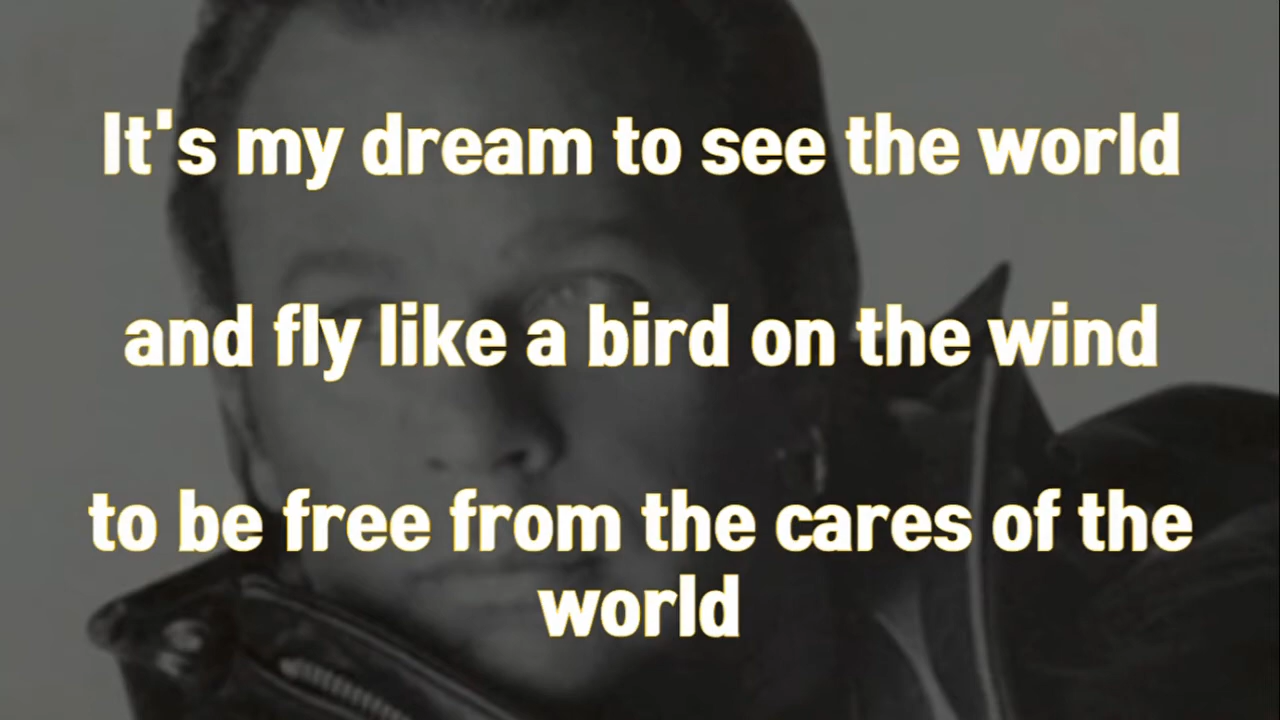 It's my dream to see the world
and fly like a bird on the wind
to be free from the cares of the
world